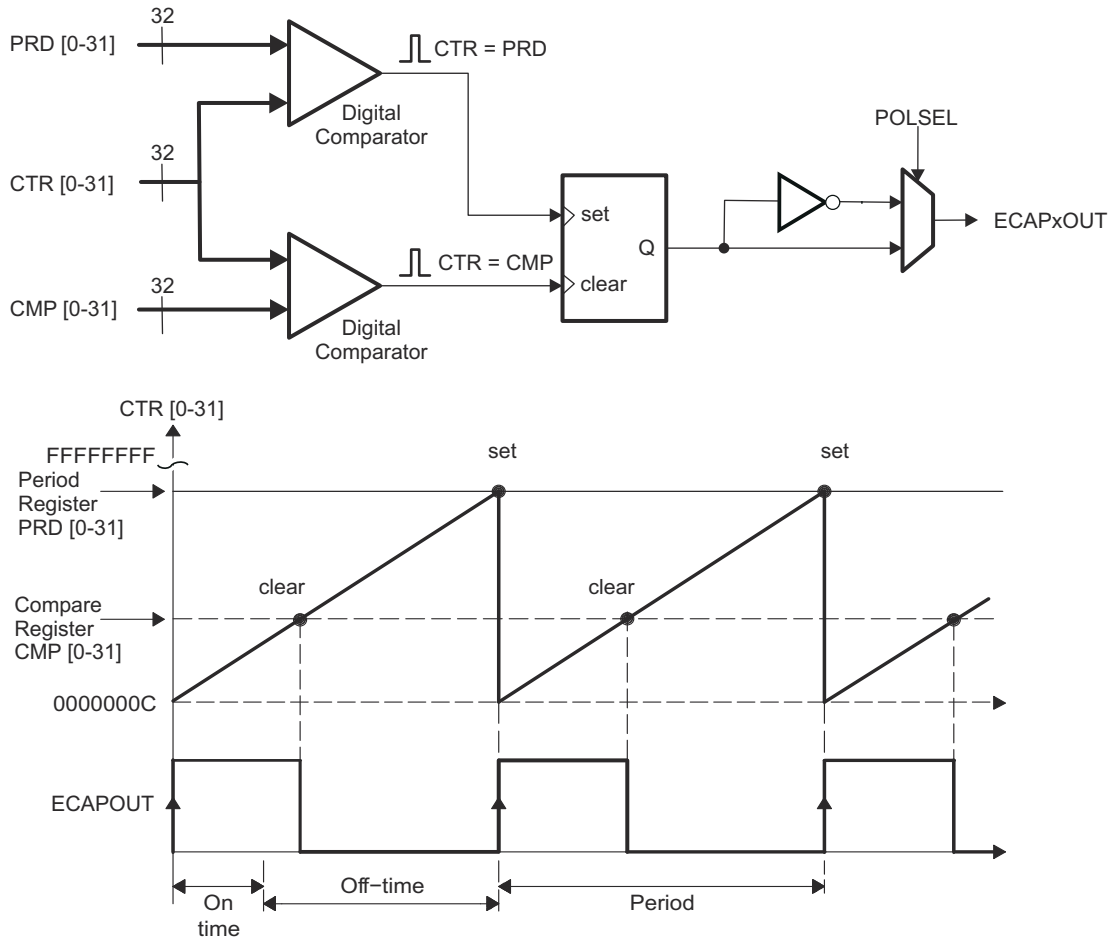 32
PRD [0-31]
CTR = PRD
Digital
Comparator
POLSEL
32
CTR [0-31]
set
ECAPxOUT
Q
CTR = CMP
32
clear
CMP [0-31]
Digital
Comparator
CTR [0-31]
FFFFFFFF
set
set
Period
Register
PRD [0-31]
clear
clear
Compare
Register
CMP [0-31]
0000000C
ECAPOUT
On
time
Off−time
Period